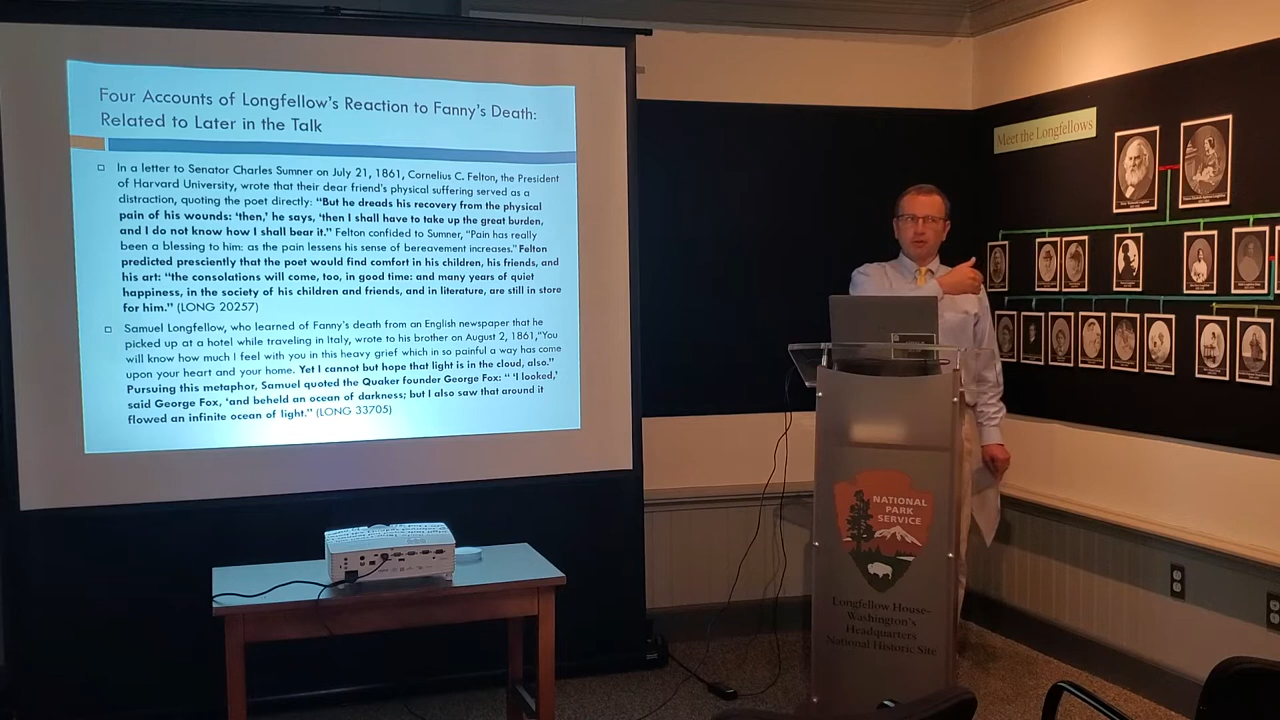 Four Accounts of Longfellow's Reaction to Fanny's Death:
Related to Later in the Talk
In a letter to Senator Charles Sumner on July 21, 1861, Cornelius C. Felton, the President
of Harvard University, wrote that their dear friend's physical suffering served as a
distraction, quoting the poet directly: "But he dreads his recovery from the physical
pain of his wounds: 'then,' he says, 'then I shall have to take up the great burden,
and I do not know how I shall bear it." Felton confided to Sumner, "Pain has really
been a blessing to him: as the pain lessens his sense of bereavement increases." Felton
predicted presciently that the poet would find comfort in his children, his friends, and
his art: "the consolations will come, too, in good time: and many years of quiet
happiness, in the society of his children and friends, and in literature, are still in store
for him." (LONG 20257)
Samuel Longfellow, who learned of Fanny's death from an English newspaper that he
picked up at a hotel while traveling in Italy, wrote to his brother on August 2, 1861,"You
will know how much I feel with you in this heavy grief which in so painful a way has come
upon your heart and your home. Yet I cannot but hope that light is in the cloud, also."
Pursuing this metaphor, Samuel quoted the Quaker founder George Fox: " 'I looked,'
said George Fox, 'and beheld an ocean of darkness; but I also saw that around it
flowed an infinite ocean of light." (LONG 33705)
Meet the Longfellows
NATIONAL
PARK
SERVICE
Longfellow House-
Washington's
Headquarters
National Historic Site